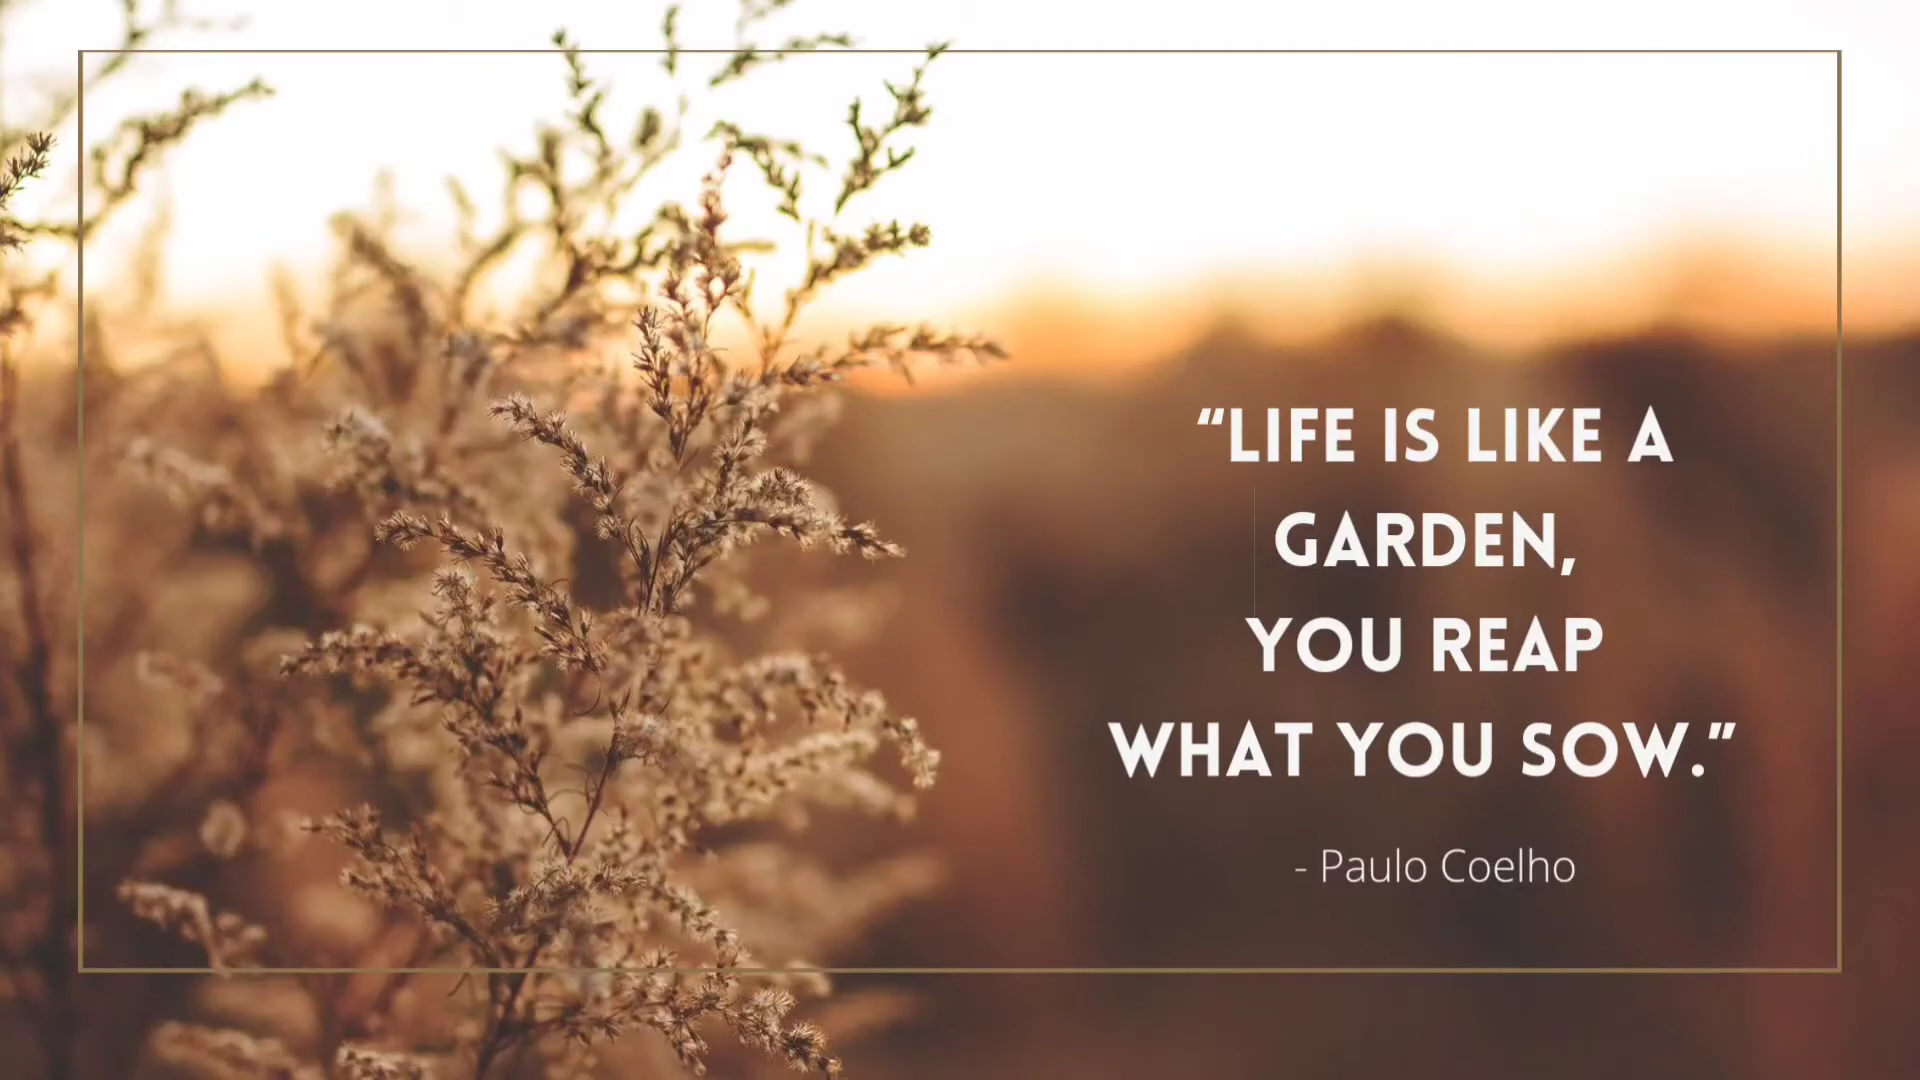 “LIFE IS LIKE A
GARDEN,
YOU REAP
WHAT YOU SOW.”
- Paulo Coelho